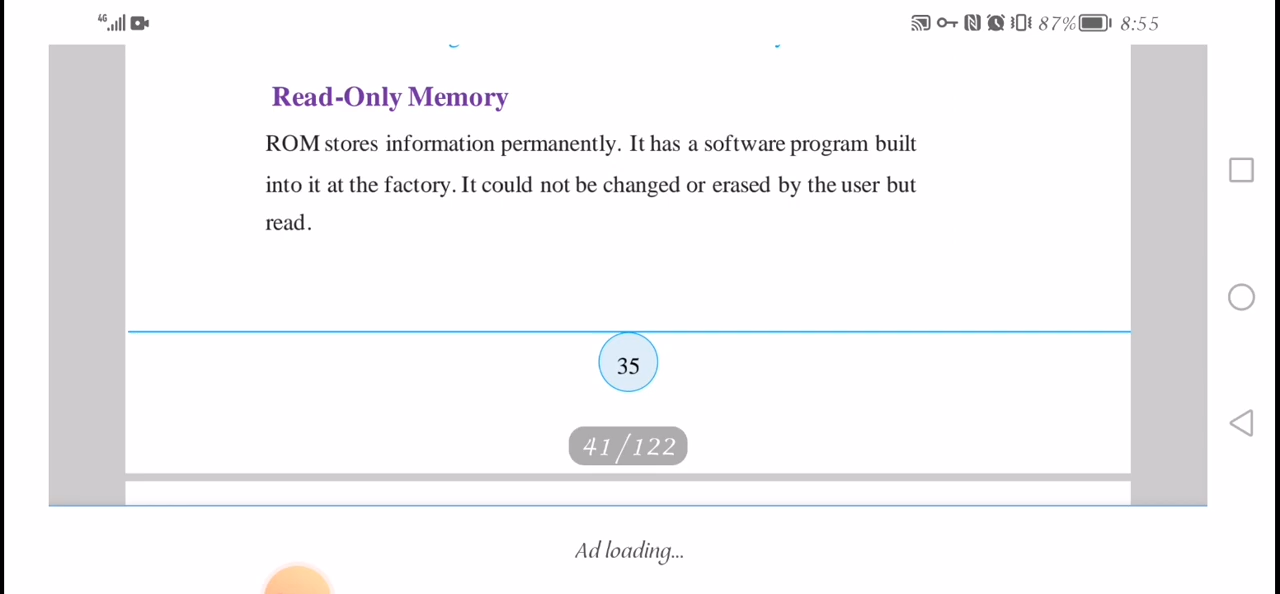 4G 87% 8:55
Read-Only Memory
ROM stores information permanently. It has a software program built
into it at the factory. It could not be changed or erased by the user but
read.
35
41/122
Ad loading...